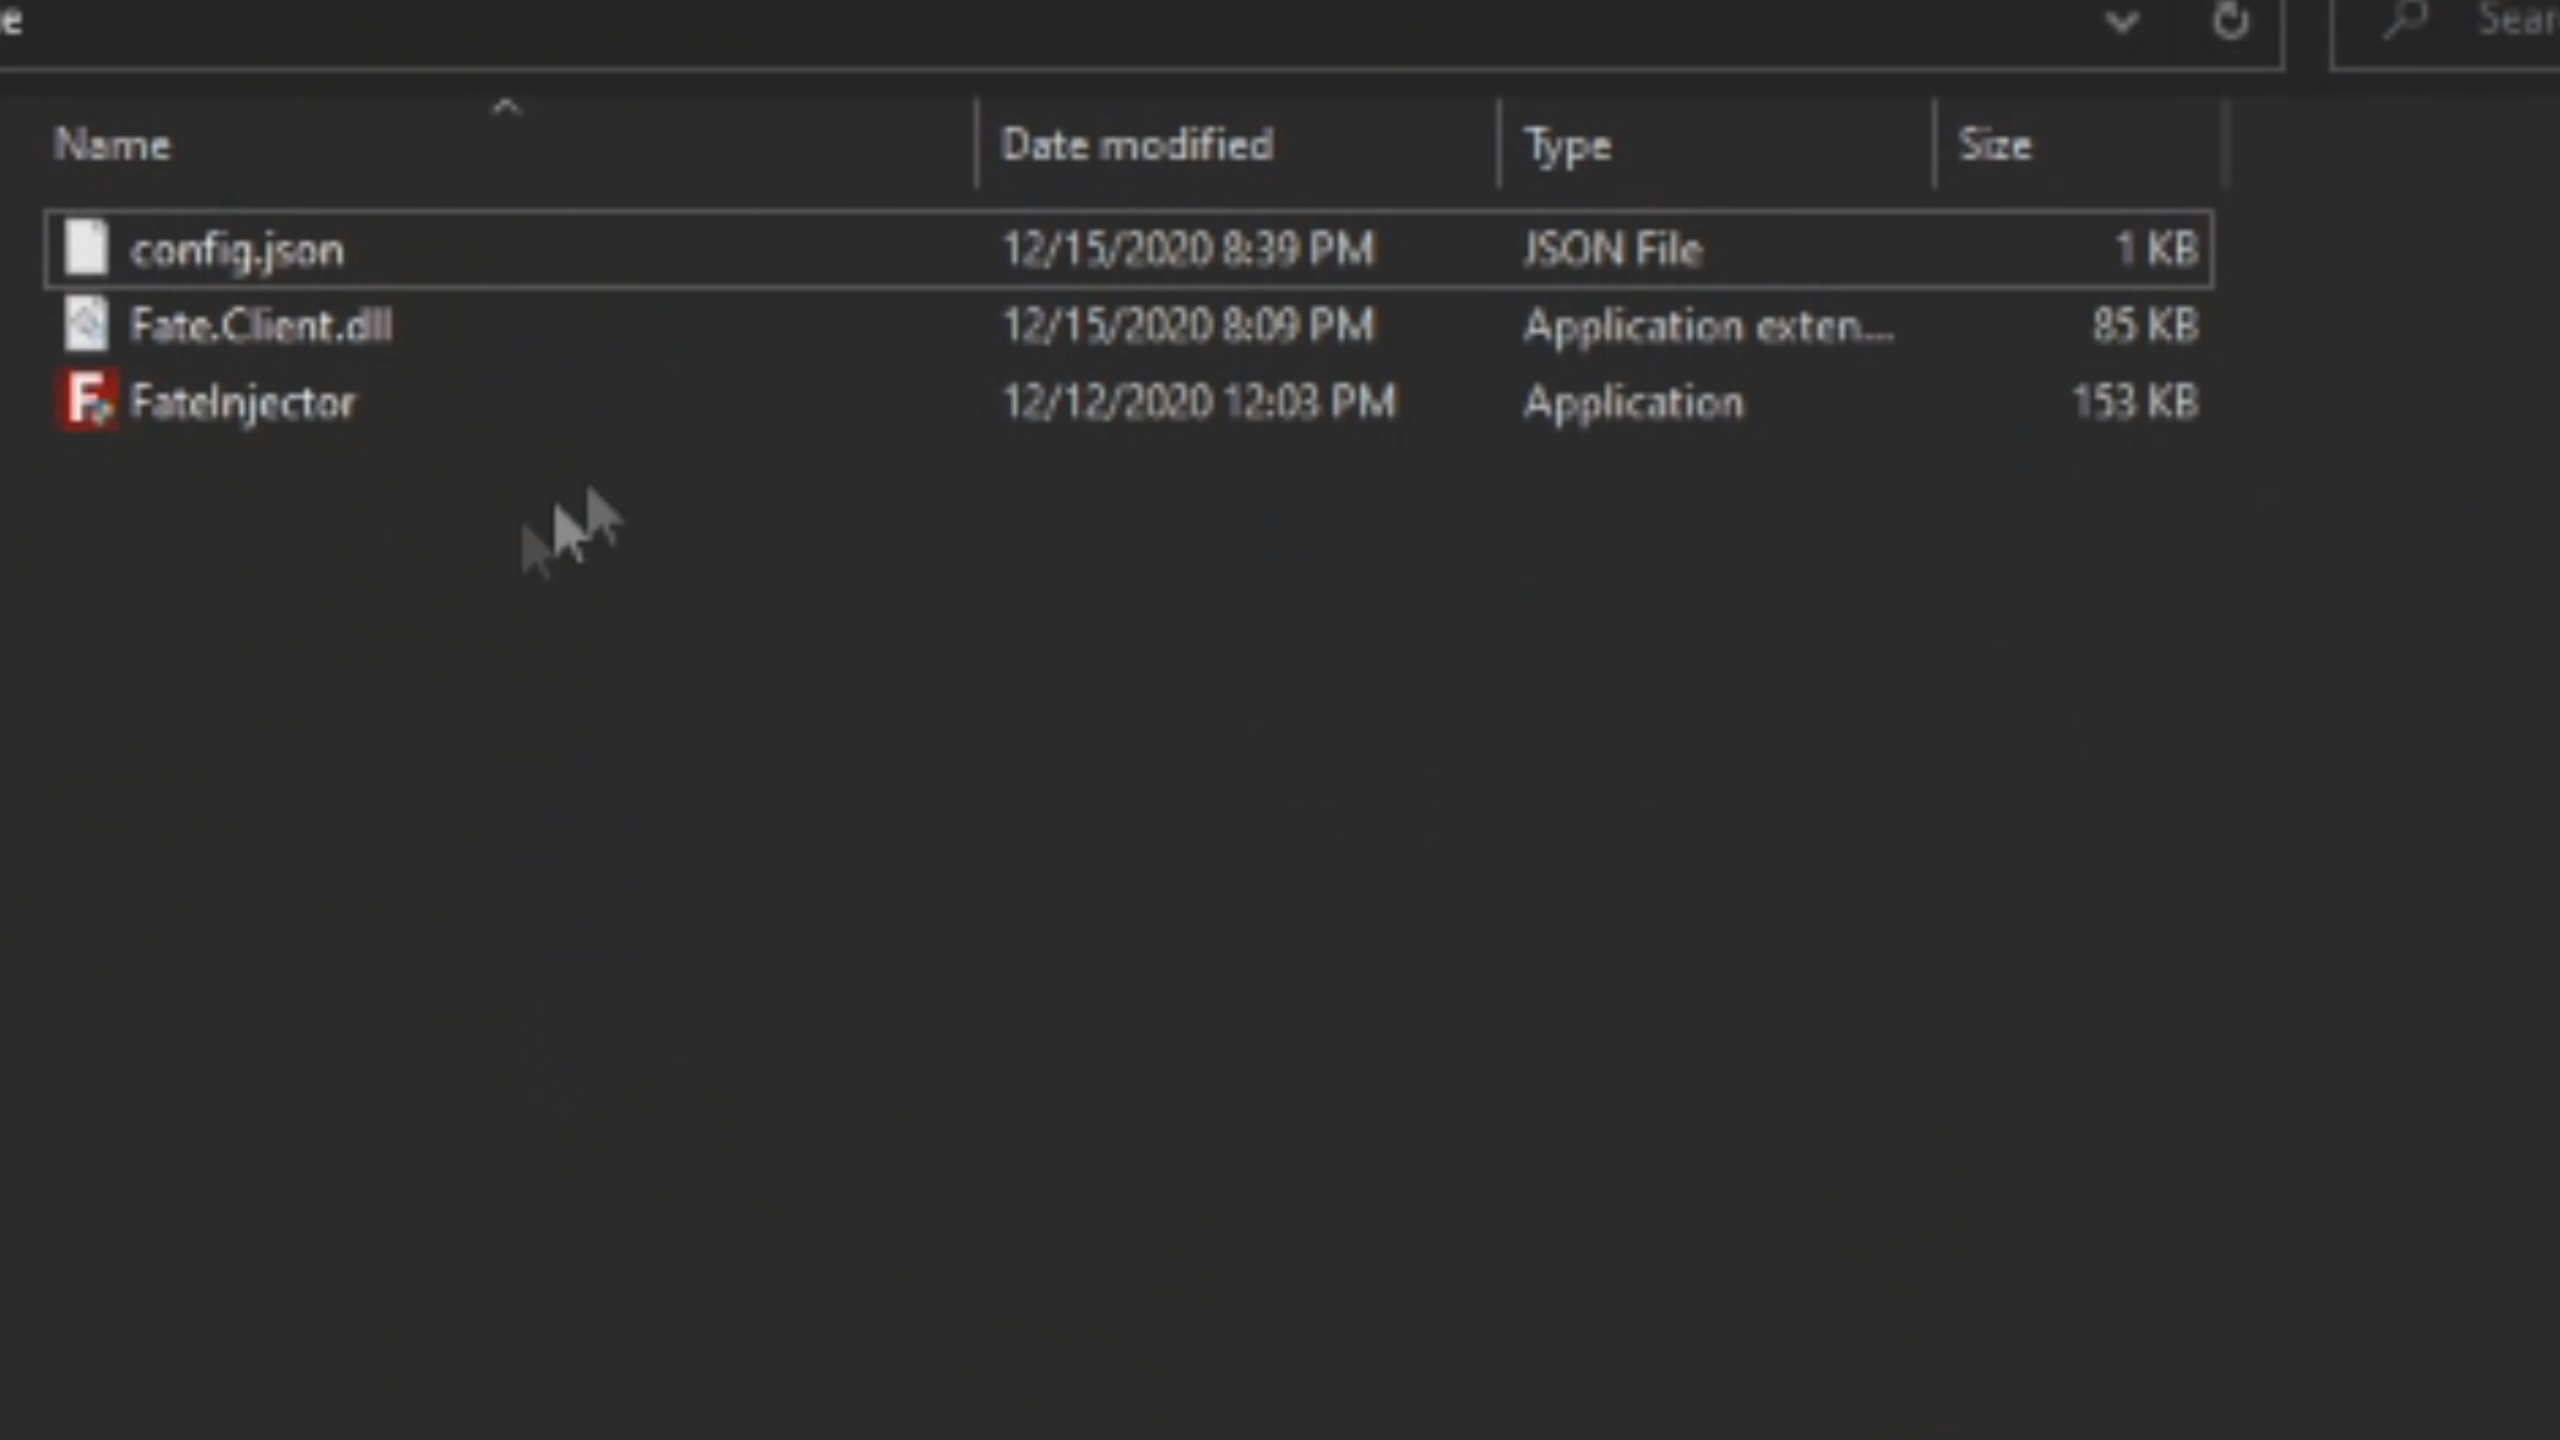 e
Sear
Name Date modified Type Size
config.json 12/15/2020 8:39 PM JSON File 1 KB
Fate.Client.dll 12/15/2020 8:09 PM Application exten... 85 KB
F FateInjector 12/12/2020 12:03 PM Application 153 KB